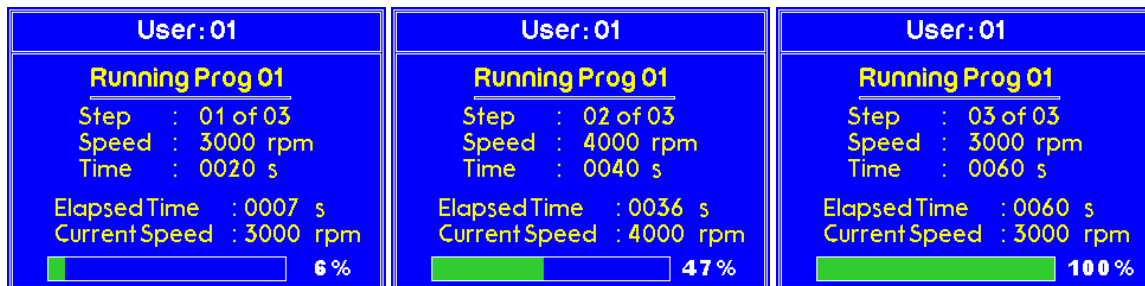 User: 01
Running Prog 01
Step : 01 of 03
Speed : 3000 rpm
Time : 0020 s
Elapsed Time : 0007 s
Current Speed : 3000 rpm
6 %
User: 01
Running Prog 01
Step : 02 of 03
Speed : 4000 rpm
Time : 0040 s
Elapsed Time : 0036 s
Current Speed : 4000 rpm
47 %
User: 01
Running Prog 01
Step : 03 of 03
Speed : 3000 rpm
Time : 0060 s
Elapsed Time : 0060 s
Current Speed : 3000 rpm
100 %